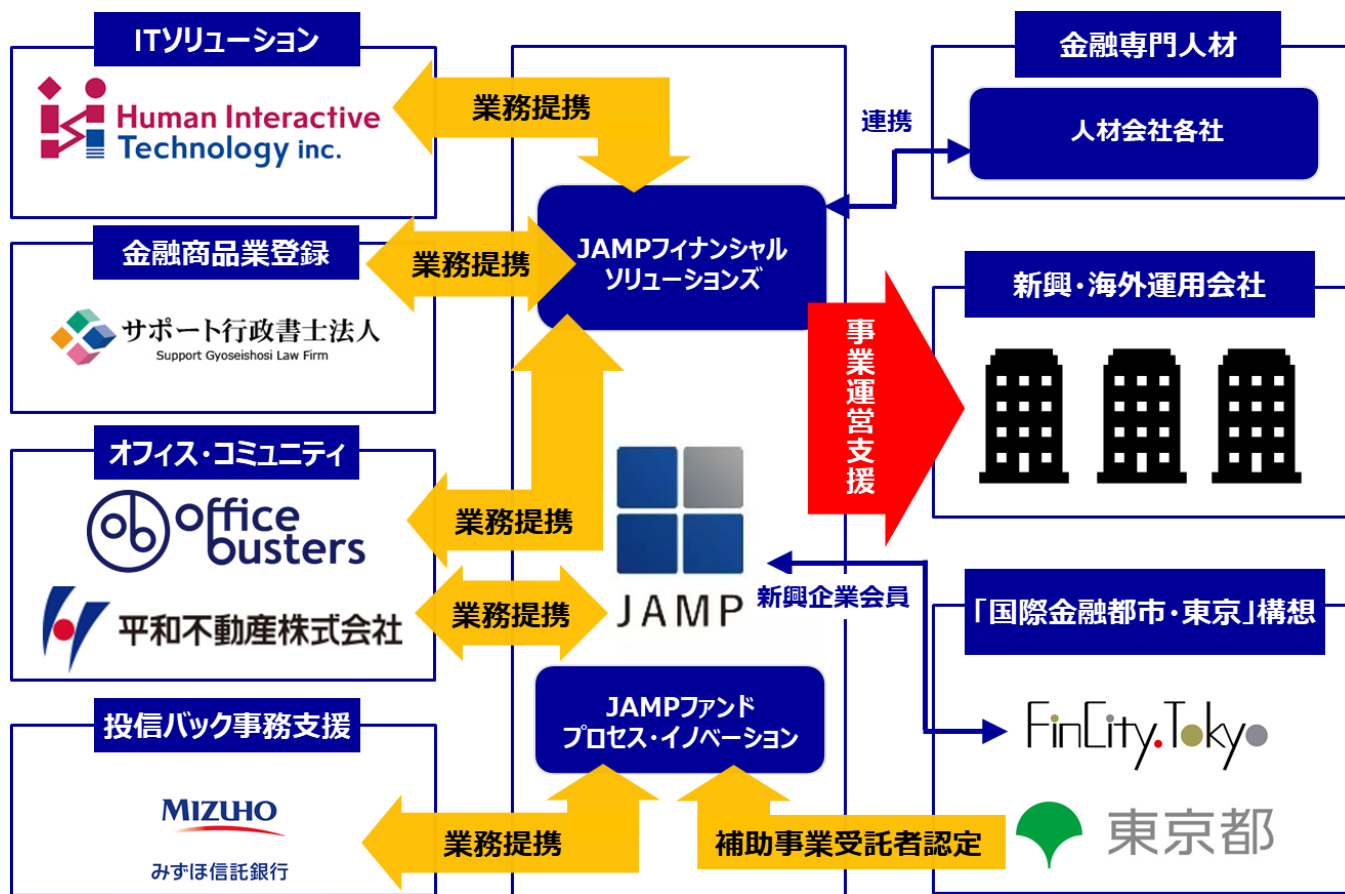 ITソリューション
Human Interactive
Technology inc.
業務提携
金融商品業登録
サポート行政書士法人
Support Gyoseishosi Law Firm
業務提携
オフィス・コミュニティ
ob office
busters
業務提携
平和不動産株式会社
業務提携
投信バック事務支援
MIZUHO
みずほ信託銀行
業務提携
JAMPフィナンシャル
ソリューションズ
JAMP
JAMPファンド
プロセス・イノベーション
連携
事業運営支援
新興企業会員
補助事業受託者認定
金融専門人材
人材会社各社
新興・海外運用会社
「国際金融都市・東京」構想
FinCity.Tokyo
東京都